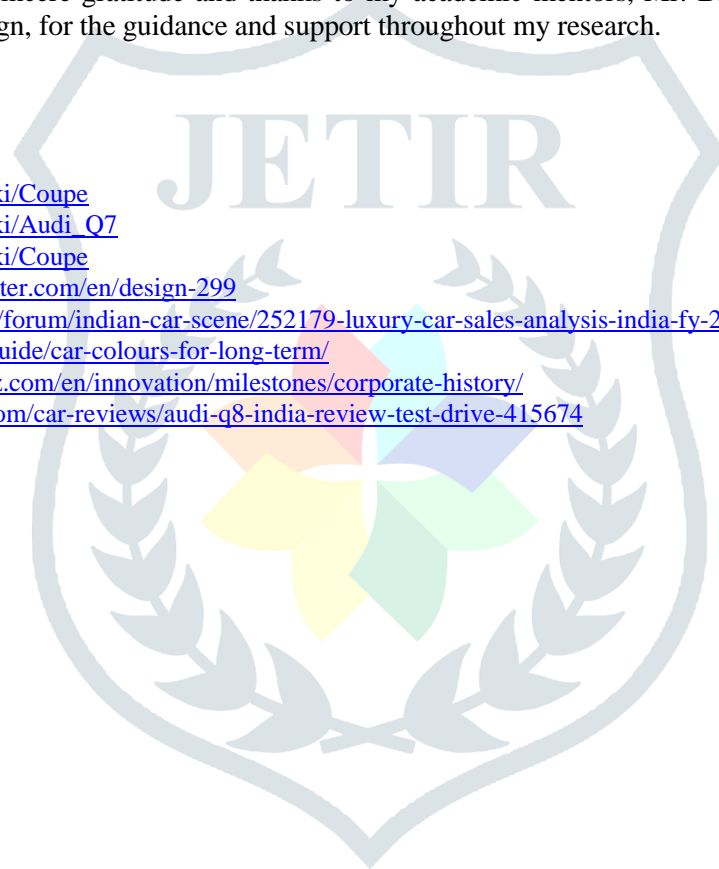 sincere gratitude and thanks to my academic mentors, Mr.
gn, for the guidance and support throughout my research.
JETIR
ki/Coupe
ki/Audi_Q7
ki/Coupe
ter.com/en/design-299
/forum/indian-car-scene/252179-luxury-car-sales-analysis-india-fy-2
uide/car-colours-for-long-term/
z.com/en/innovation/milestones/corporate-history/
om/car-reviews/audi-q8-india-review-test-drive-415674